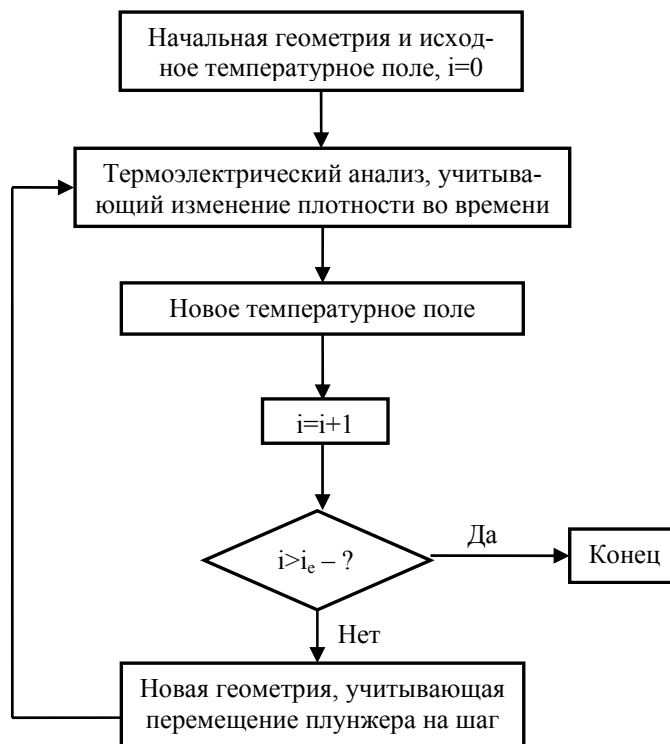 Начальная геометрия и исход-
ное температурное поле, i=0
Термоэлектрический анализ, учитыва-
ющий изменение плотности во времени
Новое температурное поле
i=i+1
i>iₑ – ?
Да
Конец
Нет
Новая геометрия, учитывающая
перемещение плунжера на шаг